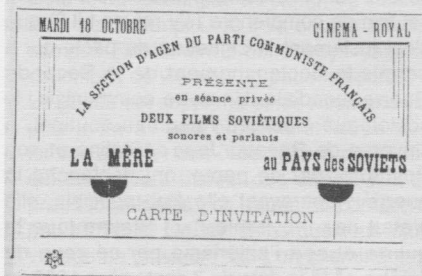 MARDI 18 OCTOBRE CINEMA - ROYAL
LA SECTION D'AGEN DU PARTI COMMUNISTE FRANÇAIS
PRÉSENTE
en séance privée
DEUX FILMS SOVIÉTIQUES
sonores et parlants
LA MÈRE au PAYS des SOVIETS
CARTE D'INVITATION